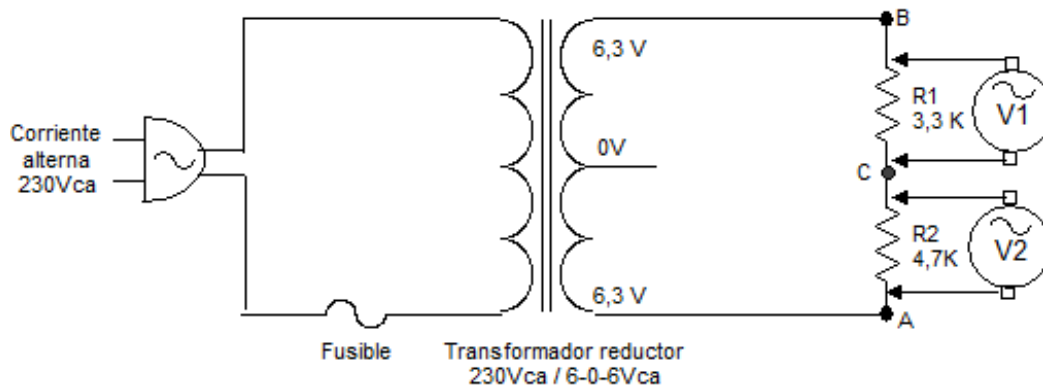 B
6,3 V
R1
3,3 K
V1
Corriente
alterna
230Vca
0V
C
R2
4,7K
V2
6,3 V
A
Fusible
Transformador reductor
230Vca / 6-0-6Vca